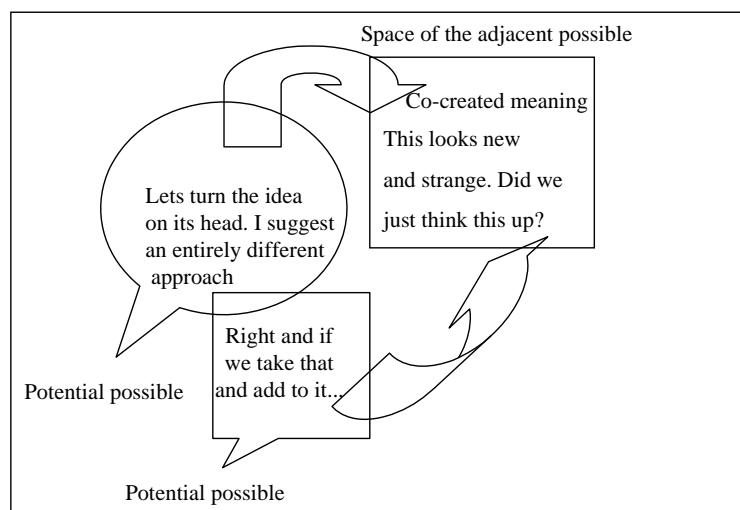 Space of the adjacent possible
Co-created meaning
This looks new
and strange. Did we
just think this up?
Lets turn the idea
on its head. I suggest
an entirely different
approach
Right and if
we take that
and add to it...
Potential possible
Potential possible